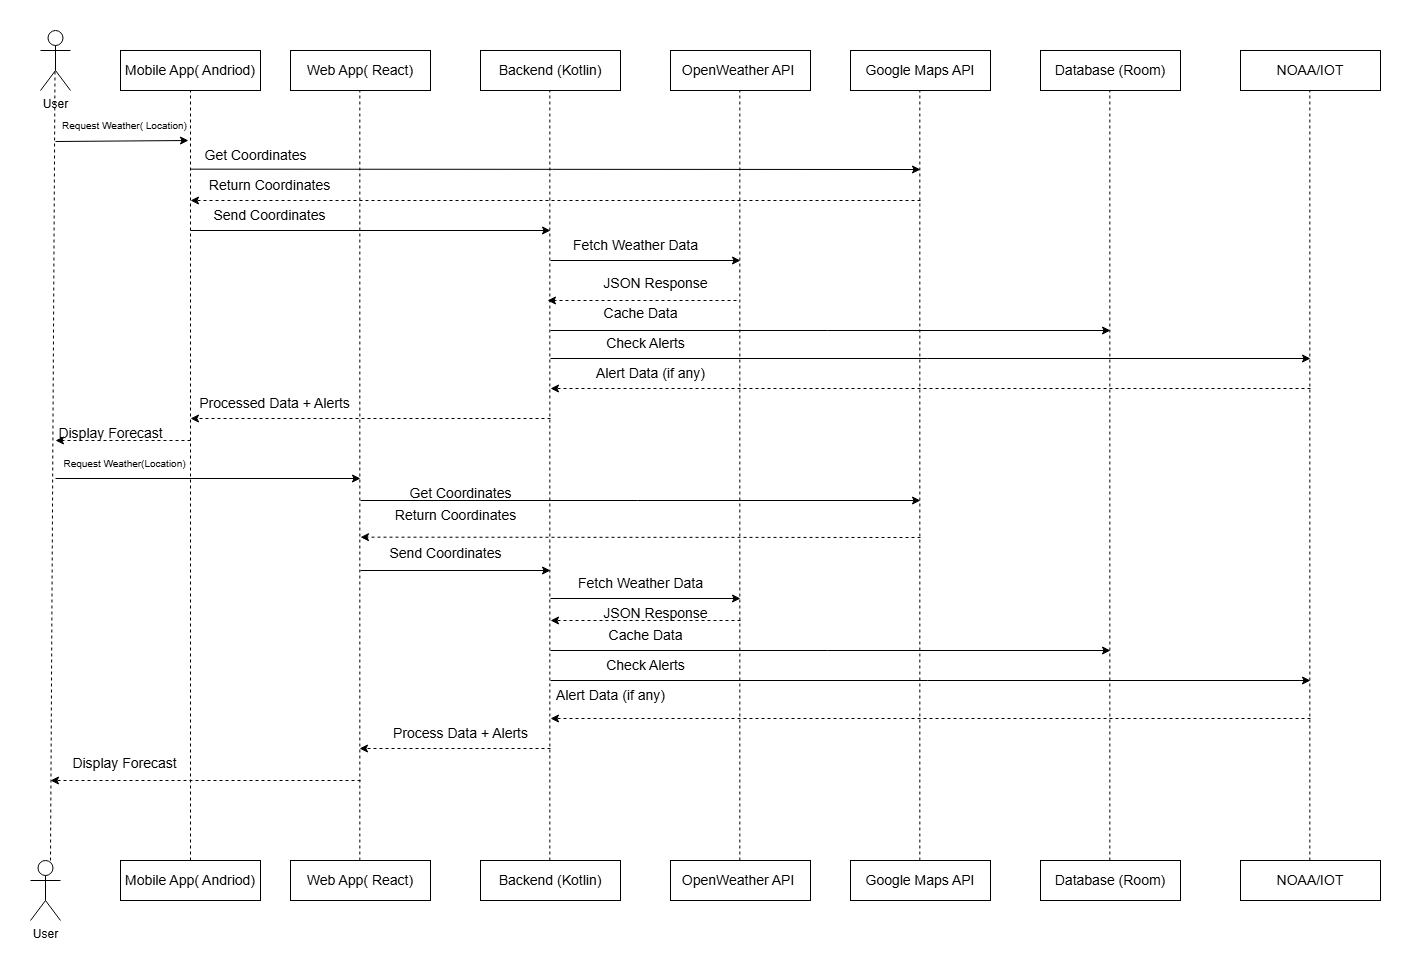 User
Mobile App( Andriod)
Web App( React)
Backend (Kotlin)
OpenWeather API
Google Maps API
Database (Room)
NOAA/IOT
Request Weather( Location)
Get Coordinates
Return Coordinates
Send Coordinates
Fetch Weather Data
JSON Response
Cache Data
Check Alerts
Alert Data (if any)
Processed Data + Alerts
Display Forecast
Request Weather(Location)
Get Coordinates
Return Coordinates
Send Coordinates
Fetch Weather Data
JSON Response
Cache Data
Check Alerts
Alert Data (if any)
Process Data + Alerts
Display Forecast
Mobile App( Andriod)
Web App( React)
Backend (Kotlin)
OpenWeather API
Google Maps API
Database (Room)
NOAA/IOT
User